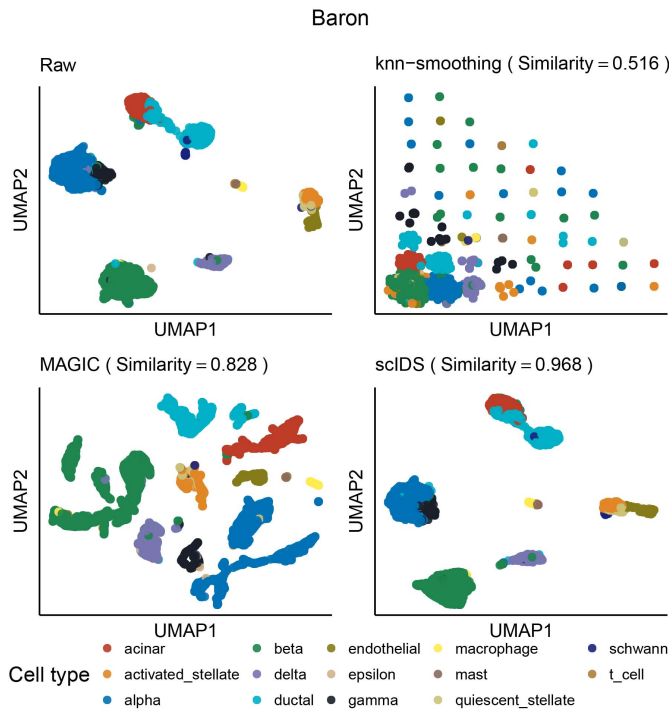 Baron
Raw
knn−smoothing ( Similarity = 0.516 )
UMAP2
UMAP2
UMAP1
UMAP1
MAGIC ( Similarity = 0.828 )
scIDS ( Similarity = 0.968 )
UMAP2
UMAP2
UMAP1
UMAP1
Cell type
acinar
beta
endothelial
macrophage
schwann
activated_stellate
delta
epsilon
mast
t_cell
alpha
ductal
gamma
quiescent_stellate